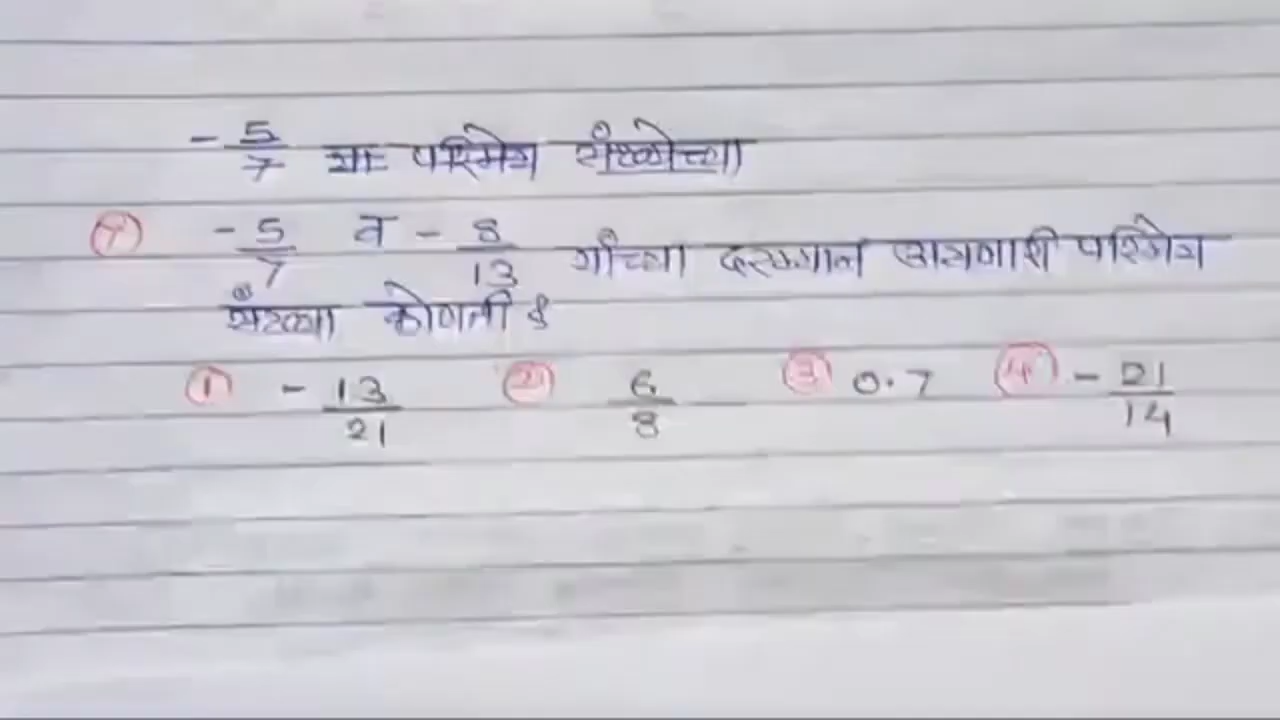 - 5/7 या परिमेय संख्येच्या
७ - 5/7 व - 8/13 यांच्या दरम्यान असणारी परिमेय
संख्या कोणती ?
① - 13/21 ② 6/8 ③ 0.7 ④ - 21/14